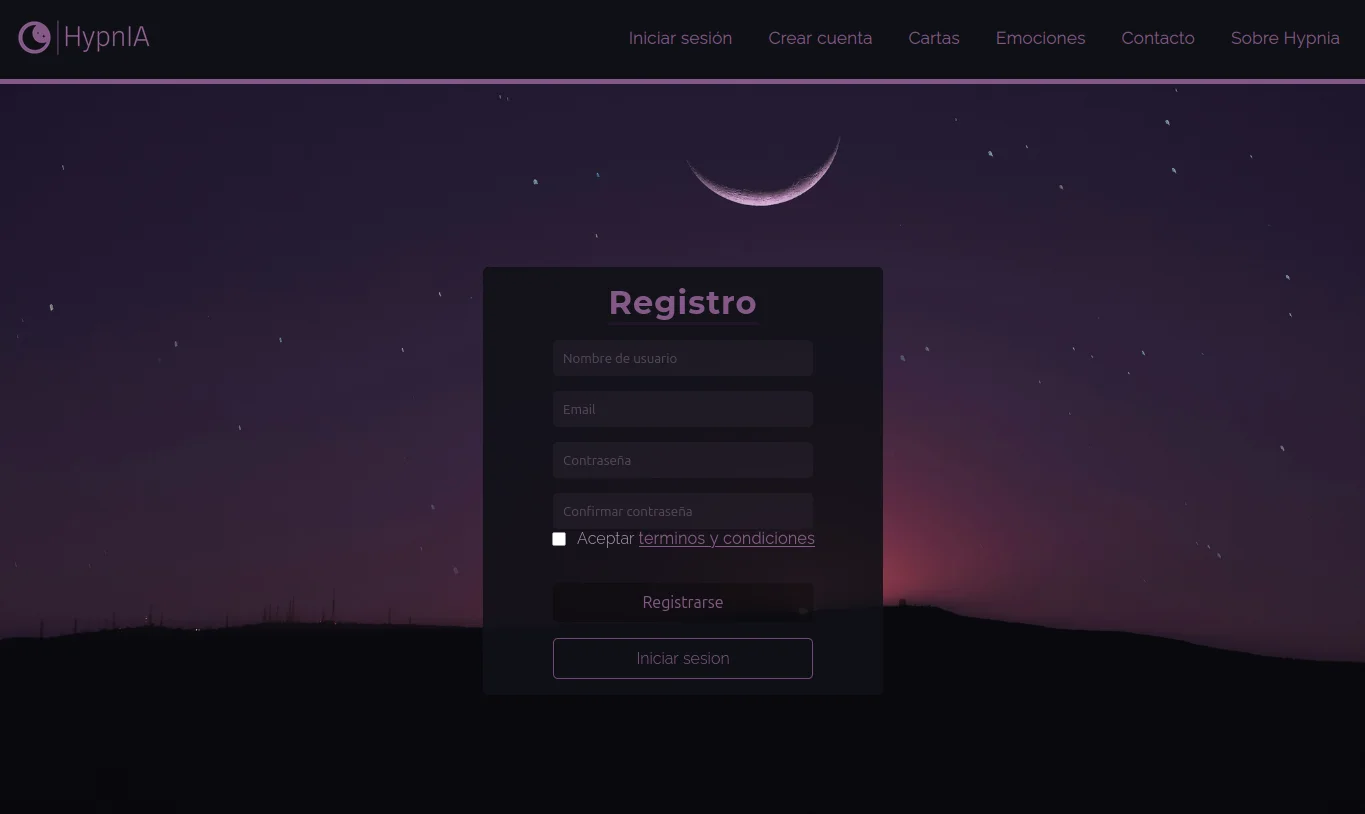 HypnIA
Iniciar sesión Crear cuenta Cartas Emociones Contacto Sobre Hypnia
Registro
Nombre de usuario
Email
Contraseña
Confirmar contraseña
Aceptar terminos y condiciones
Registrarse
Iniciar sesion